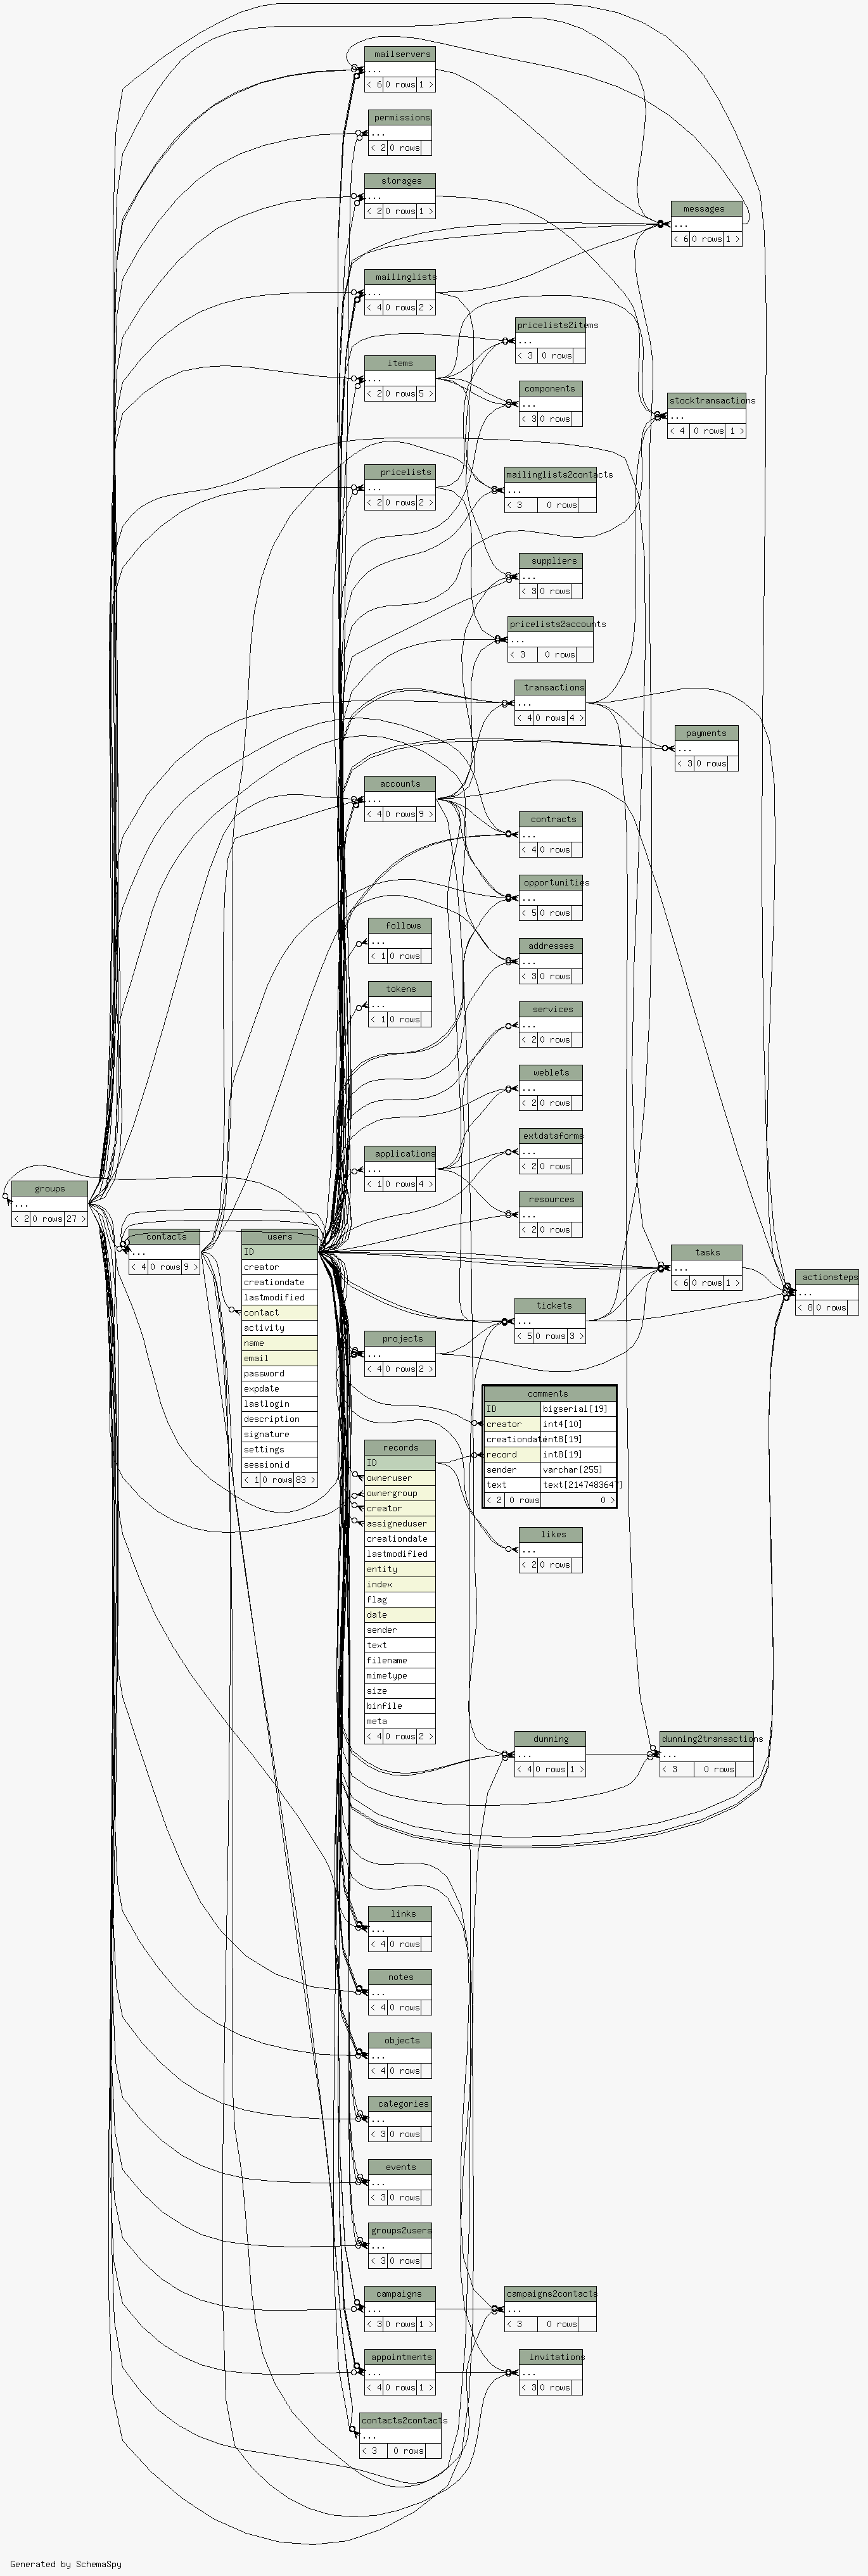 mailservers
...
< 6 0 rows 1 >
permissions
...
< 2 0 rows
storages
...
< 2 0 rows 1 >
messages
...
< 6 0 rows 1 >
mailinglists
...
< 4 0 rows 2 >
pricelists2items
...
< 3 0 rows
items
...
< 2 0 rows 5 >
components
...
< 3 0 rows
stocktransactions
...
< 4 0 rows 1 >
pricelists
...
< 2 0 rows 2 >
mailinglists2contacts
...
< 3 0 rows
suppliers
...
< 3 0 rows
pricelists2accounts
...
< 3 0 rows
transactions
...
< 4 0 rows 4 >
payments
...
< 3 0 rows
accounts
...
< 4 0 rows 9 >
contracts
...
< 4 0 rows
opportunities
...
< 5 0 rows
follows
...
< 1 0 rows
addresses
...
< 3 0 rows
tokens
...
< 1 0 rows
services
...
< 2 0 rows
weblets
...
< 2 0 rows
extdataforms
...
< 2 0 rows
applications
...
< 1 0 rows 4 >
resources
...
< 2 0 rows
groups
...
< 2 0 rows 27 >
contacts
...
< 4 0 rows 9 >
users
ID
creator
creationdate
lastmodified
contact
activity
name
email
password
expdate
lastlogin
description
signature
settings
sessionid
< 1 0 rows 83 >
tasks
...
< 6 0 rows 1 >
actionsteps
...
< 8 0 rows
tickets
...
< 5 0 rows 3 >
projects
...
< 4 0 rows 2 >
comments
ID bigserial[19]
creator int4[10]
creationdate int8[19]
record int8[19]
sender varchar[255]
text text[2147483647]
< 2 0 rows 0 >
records
ID
owneruser
ownergroup
creator
assigneduser
creationdate
lastmodified
entity
index
flag
date
sender
text
filename
mimetype
size
binfile
meta
< 4 0 rows 2 >
likes
...
< 2 0 rows
dunning
...
< 4 0 rows 1 >
dunning2transactions
...
< 3 0 rows
links
...
< 4 0 rows
notes
...
< 4 0 rows
objects
...
< 4 0 rows
categories
...
< 3 0 rows
events
...
< 3 0 rows
groups2users
...
< 3 0 rows
campaigns
...
< 3 0 rows 1 >
campaigns2contacts
...
< 3 0 rows
appointments
...
< 4 0 rows 1 >
invitations
...
< 3 0 rows
contacts2contacts
...
< 3 0 rows
Generated by SchemaSpy